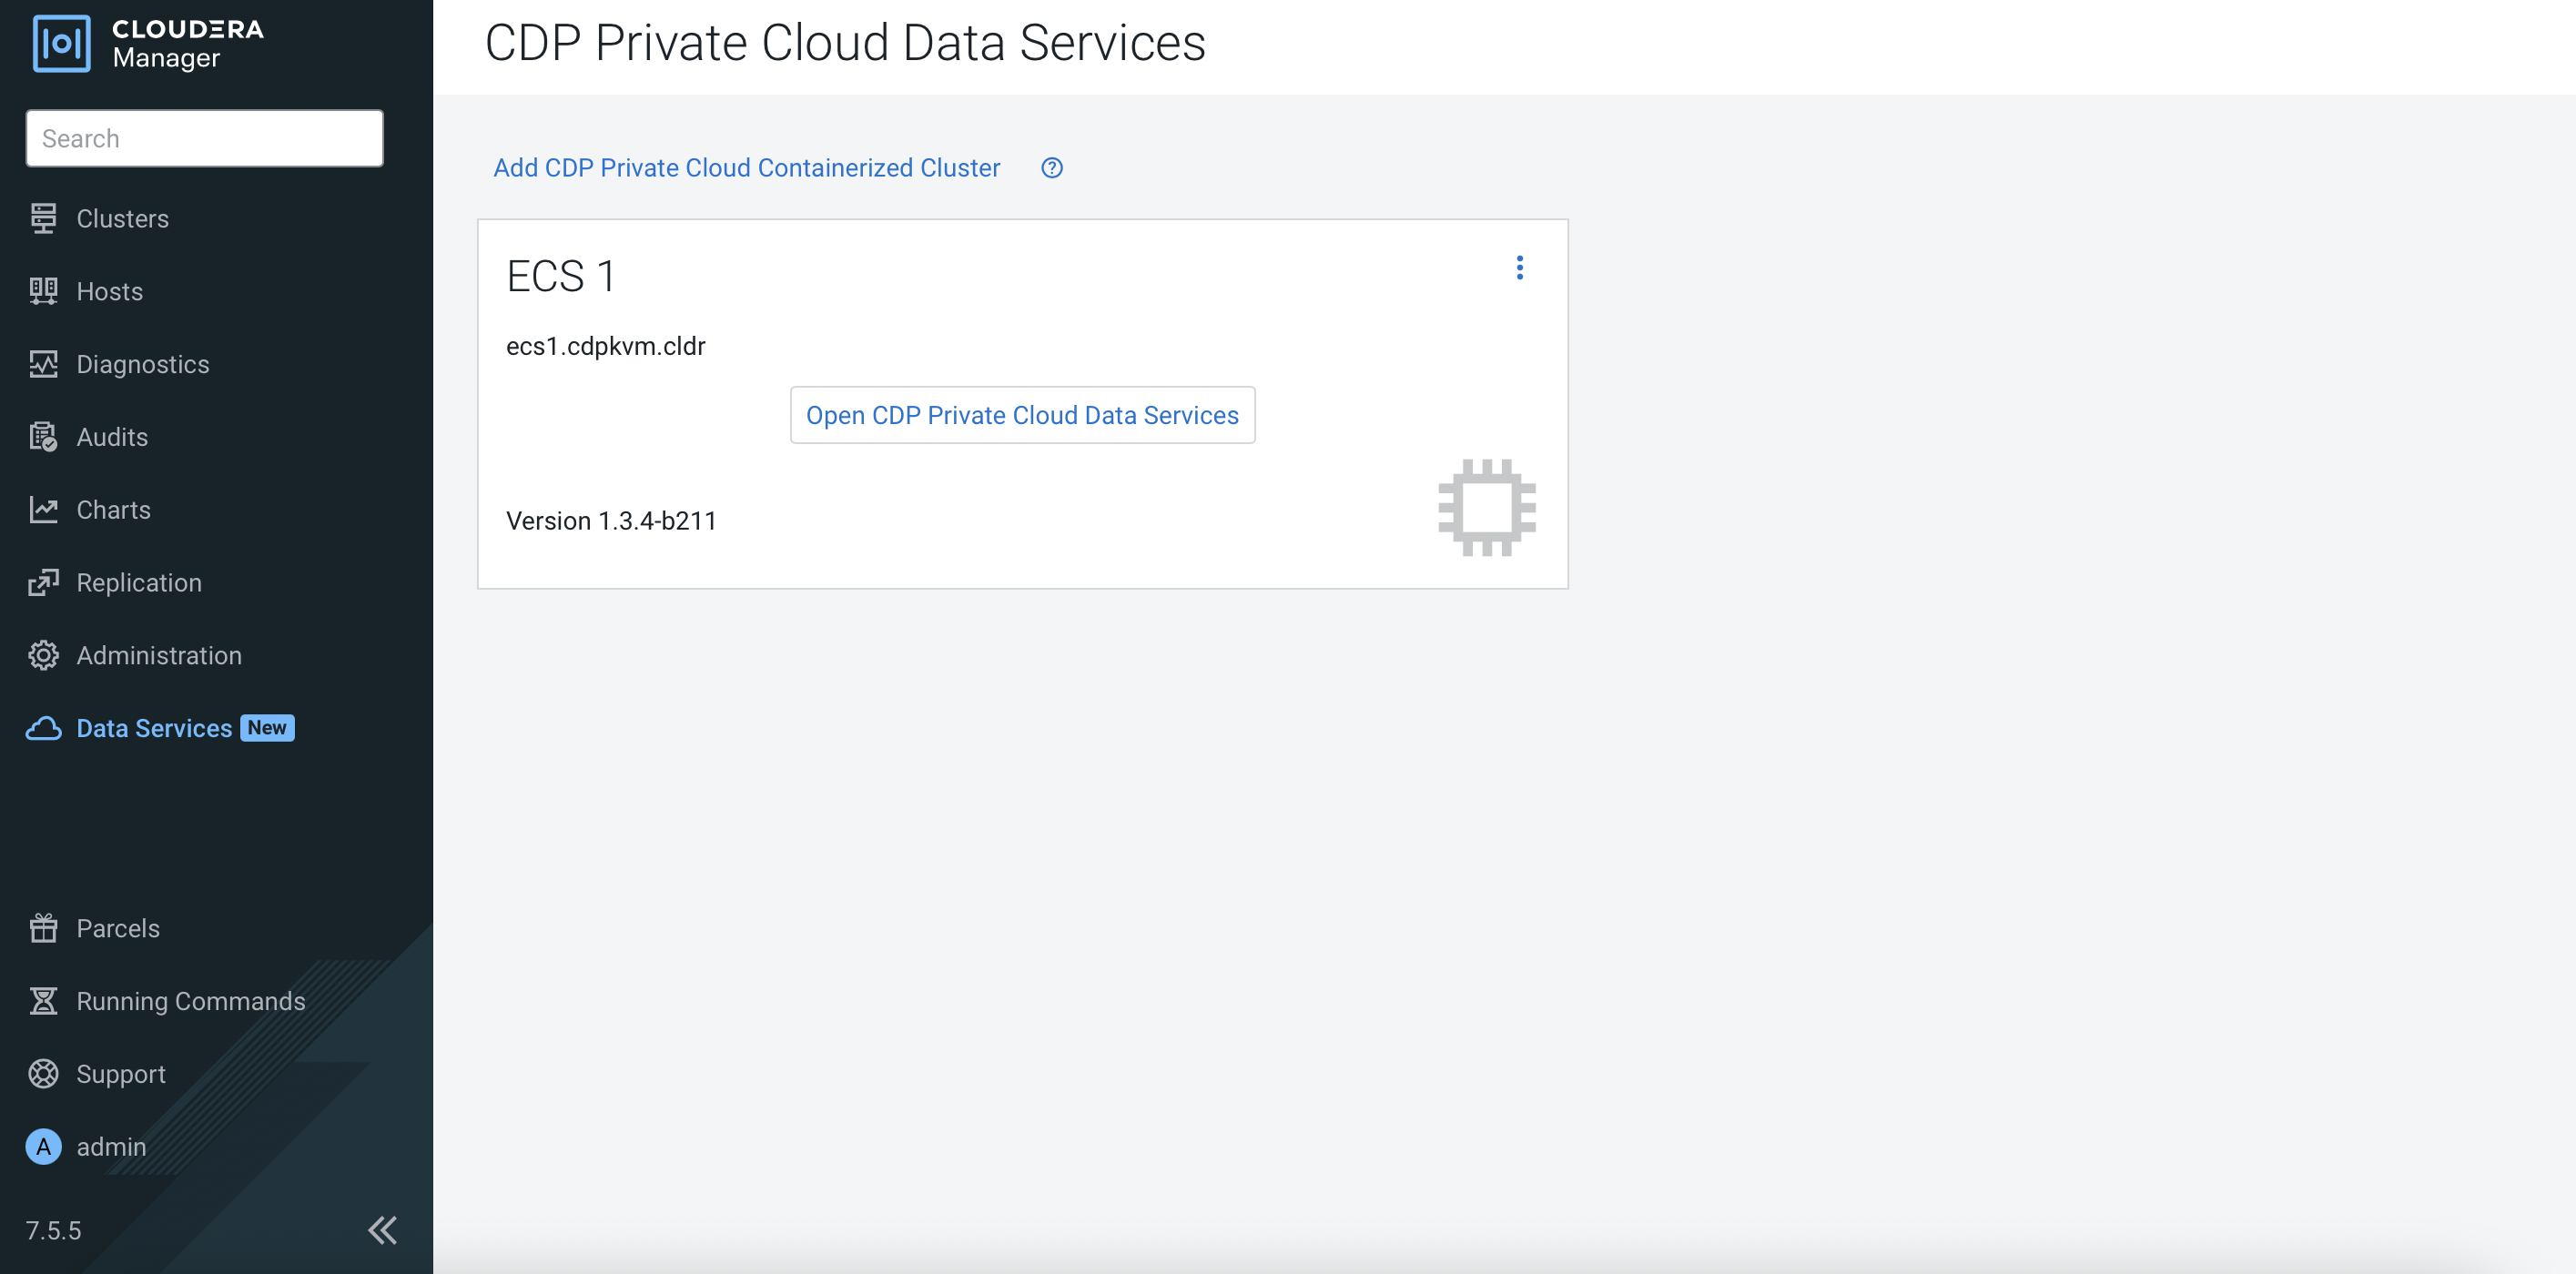 CLOUDERA
Manager
Search
Clusters
Hosts
Diagnostics
Audits
Charts
Replication
Administration
Data Services New
Parcels
Running Commands
Support
A admin
7.5.5
CDP Private Cloud Data Services
Add CDP Private Cloud Containerized Cluster ?
ECS 1
ecs1.cdpkvm.cldr
Open CDP Private Cloud Data Services
Version 1.3.4-b211